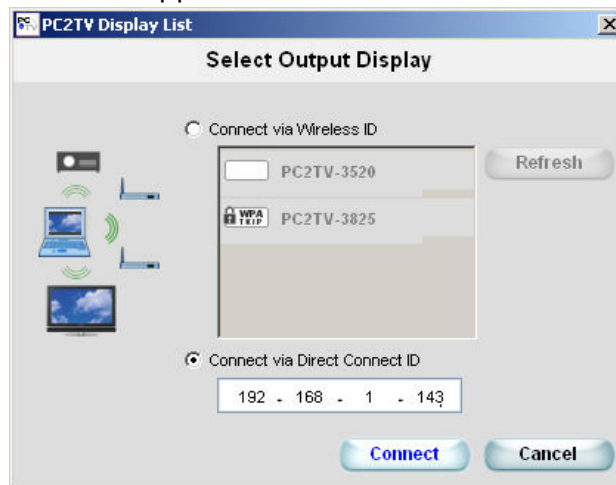 PC2TV Display List
Select Output Display
Connect via Wireless ID
PC2TV-3520
Refresh
WPA
TKIP
PC2TV-3825
Connect via Direct Connect ID
192 . 168 . 1 . 143
Connect
Cancel